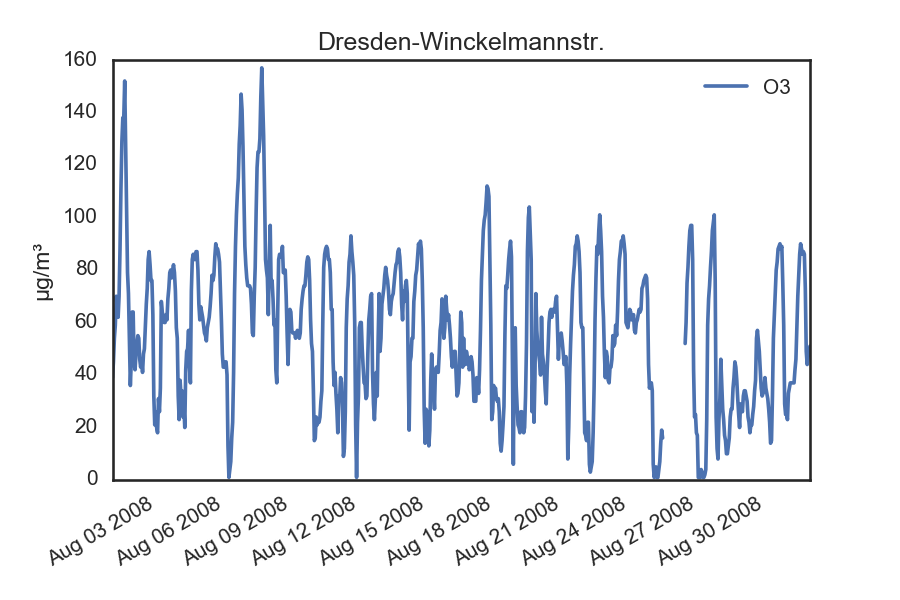 Dresden-Winckelmannstr.
O3
µg/m³
160
140
120
100
80
60
40
20
0
Aug 03 2008
Aug 06 2008
Aug 09 2008
Aug 12 2008
Aug 15 2008
Aug 18 2008
Aug 21 2008
Aug 24 2008
Aug 27 2008
Aug 30 2008